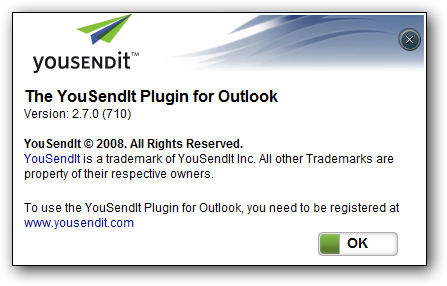 yousendit™
The YouSendIt Plugin for Outlook
Version: 2.7.0 (710)
YouSendIt © 2008. All Rights Reserved.
YouSendIt is a trademark of YouSendIt Inc. All other Trademarks are
property of their respective owners.
To use the YouSendIt Plugin for Outlook, you need to be registered at
www.yousendit.com
OK